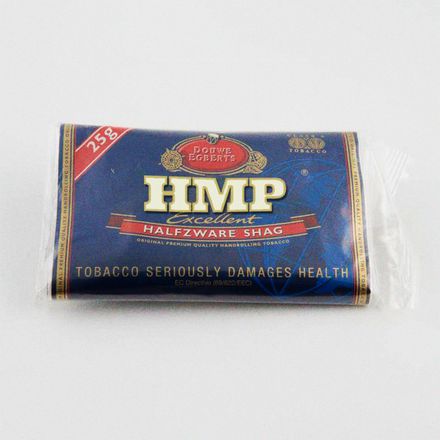 25g
DOUWE
EGBERTS
TOBACCO
HMP
®
Excellent
HALFZWARE SHAG
ORIGINAL PREMIUM QUALITY HANDROLLING TOBACCO
TOBACCO SERIOUSLY DAMAGES HEALTH
EC Directive (89/622/EEC)